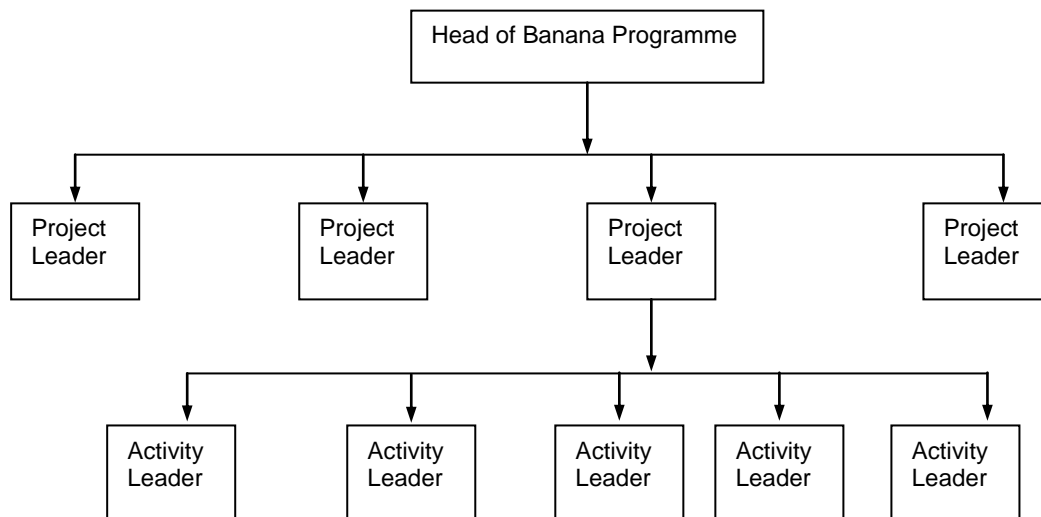 Head of Banana Programme
Project
Leader
Project
Leader
Project
Leader
Project
Leader
Activity
Leader
Activity
Leader
Activity
Leader
Activity
Leader
Activity
Leader